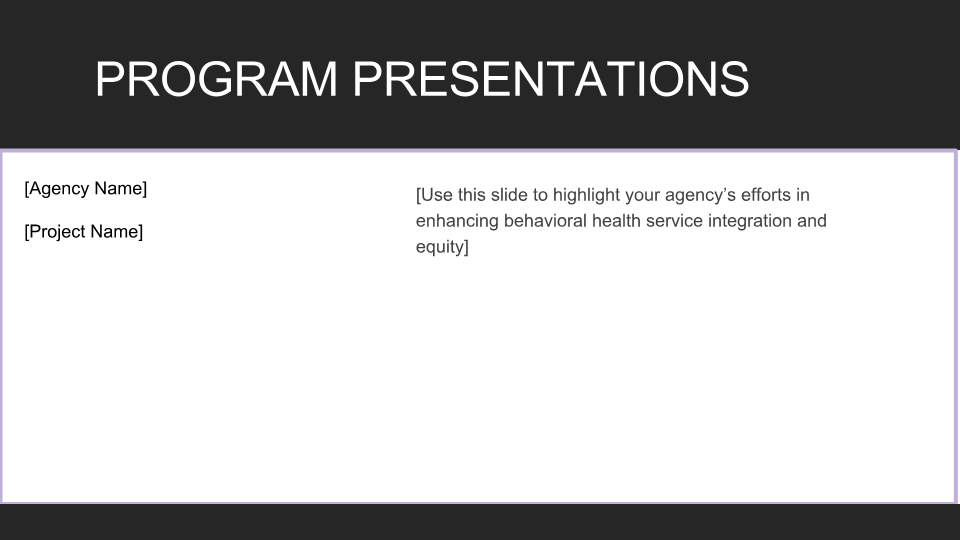 PROGRAM PRESENTATIONS
[Agency Name]
[Project Name]
[Use this slide to highlight your agency’s efforts in
enhancing behavioral health service integration and
equity]